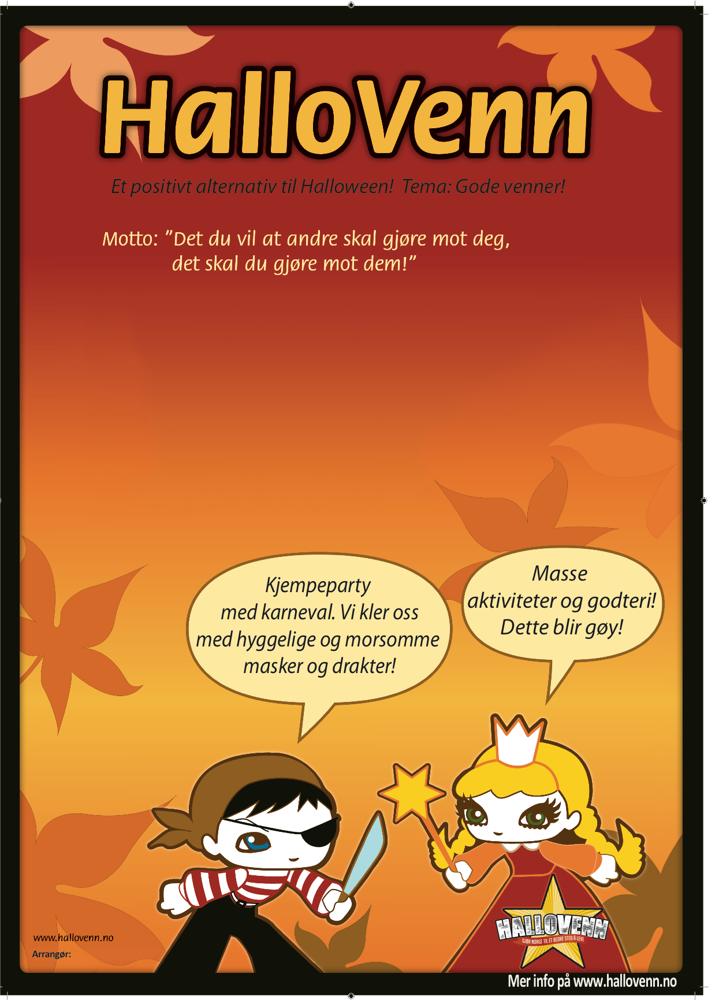 HalloVenn
Et positivt alternativ til Halloween!  Tema: Gode venner!
Motto: ”Det du vil at andre skal gjøre mot deg,
det skal du gjøre mot dem!”
Kjempeparty
med karneval. Vi kler oss
med hyggelige og morsomme
masker og drakter!
Masse
aktiviteter og godteri!
Dette blir gøy!
HALLOVENN
GJØR NORGE TIL ET BEDRE STED Å LEVE
www.hallovenn.no
Arrangør:
Mer info på www.hallovenn.no